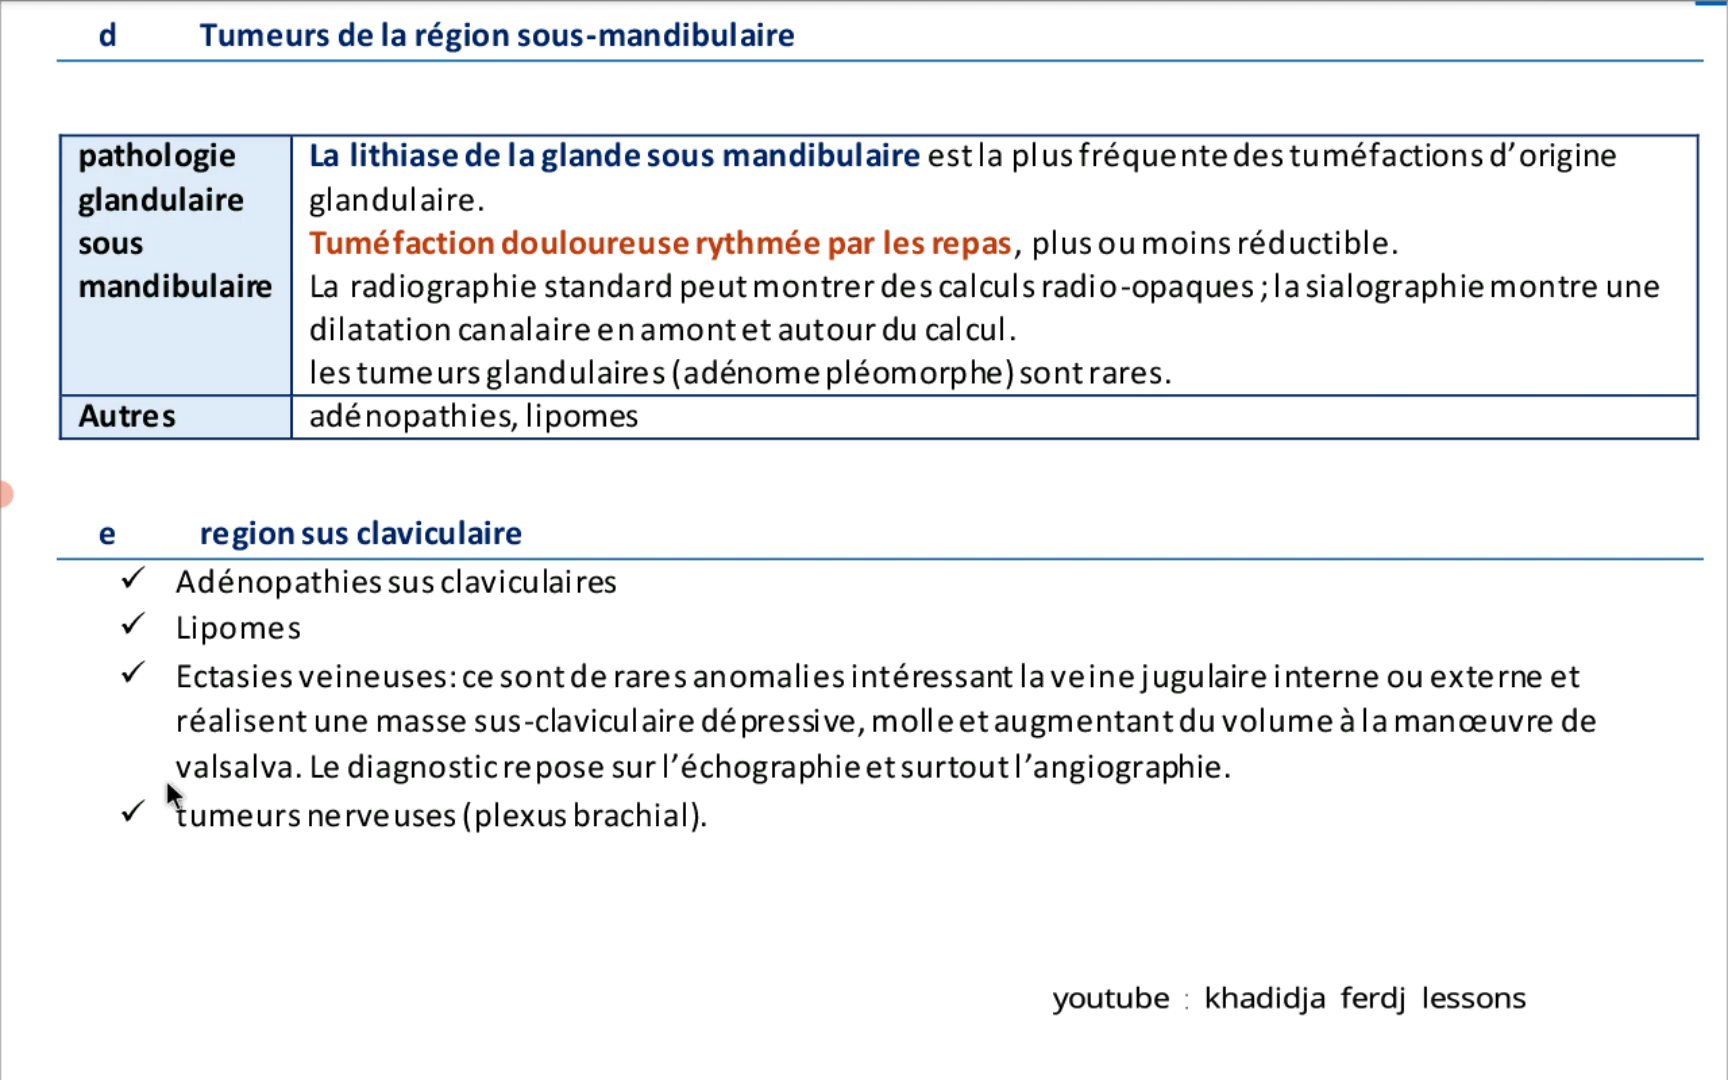 d Tumeurs de la région sous-mandibulaire
pathologie glandulaire sous mandibulaire
La lithiase de la glande sous mandibulaire est la plus fréquente des tuméfactions d’origine
glandulaire.
Tuméfaction douloureuse rythmée par les repas, plus ou moins réductible.
La radiographie standard peut montrer des calculs radio-opaques ; la sialographie montre une
dilatation canalaire en amont et autour du calcul.
les tumeurs glandulaires (adénome pléomorphe) sont rares.
Autres adénopathies, lipomes
e region sus claviculaire
✓ Adénopathies sus claviculaires
✓ Lipomes
✓ Ectasies veineuses: ce sont de rares anomalies intéressant la veine jugulaire interne ou externe et
réalisent une masse sus-claviculaire dépressive, molle et augmentant du volume à la manœuvre de
valsalva. Le diagnostic repose sur l’échographie et surtout l’angiographie.
✓ tumeurs nerveuses (plexus brachial).
youtube : khadidja ferdj lessons